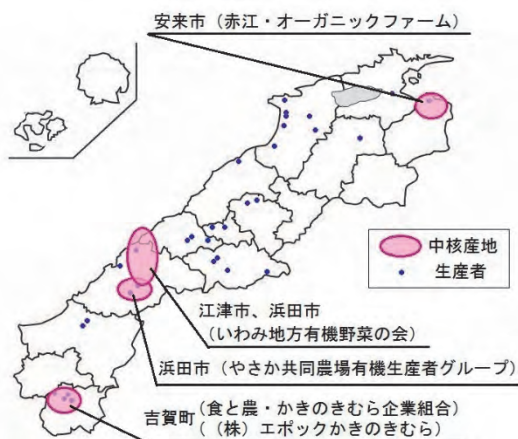 安来市（赤江・オーガニックファーム）
中核産地
生産者
江津市、浜田市
（いわみ地方有機野菜の会）
浜田市（やさか共同農場有機生産者グループ）
吉賀町（食と農・かきのきむら企業組合）
（（株）エポックかきのきむら）